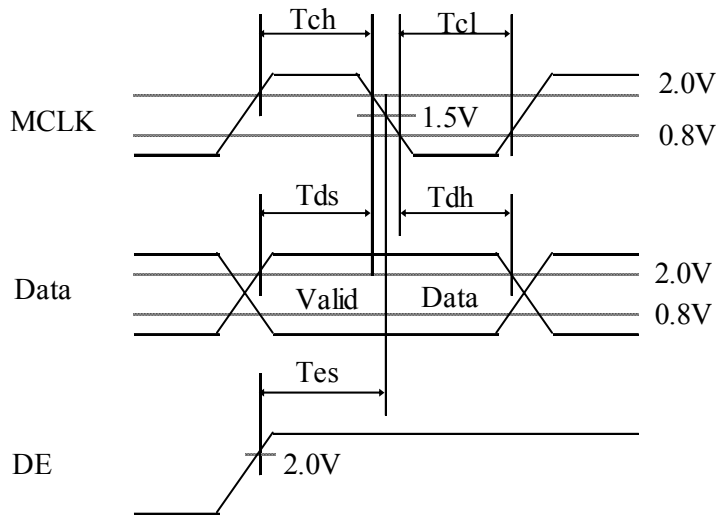 Tch Tcl
2.0V
MCLK 1.5V
0.8V
Tds Tdh
2.0V
Data Valid Data
0.8V
Tes
DE 2.0V